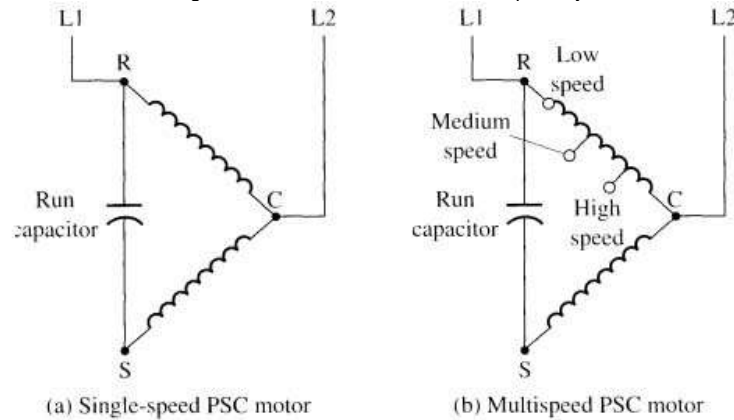 L1
L2
R
Run
capacitor
C
S
(a) Single-speed PSC motor
L1
L2
R
Low
speed
Medium
speed
High
speed
Run
capacitor
C
S
(b) Multispeed PSC motor